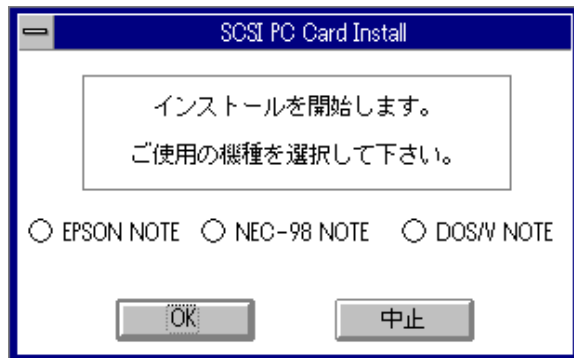 SCSI PC Card Install
インストールを開始します。
ご使用の機種を選択して下さい。
EPSON NOTE NEC-98 NOTE DOS/V NOTE
OK 中止